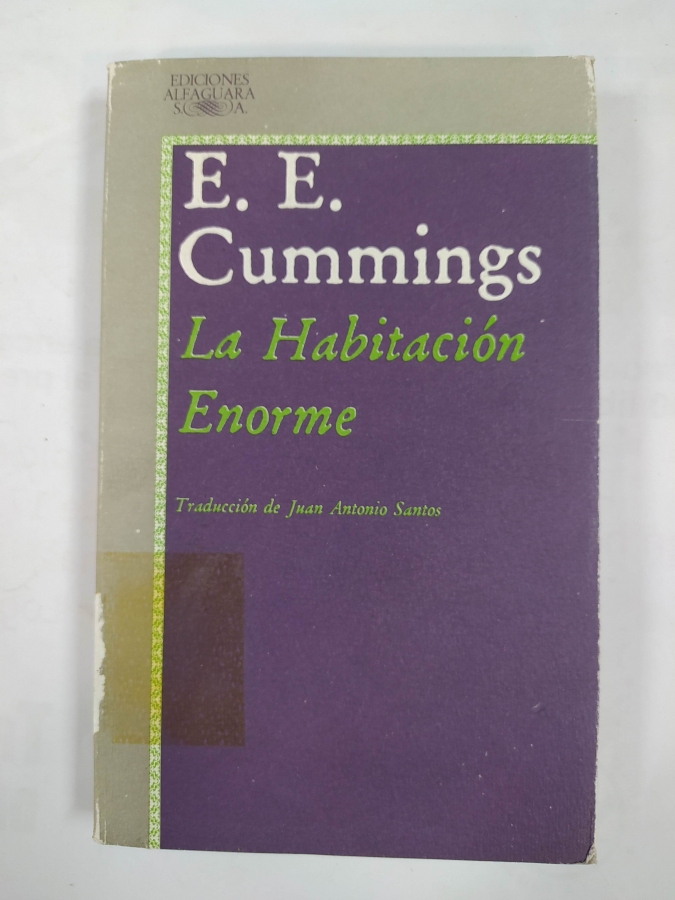 EDICIONES
ALFAGUARA
S. A.
E. E.
Cummings
La Habitación
Enorme
Traducción de Juan Antonio Santos